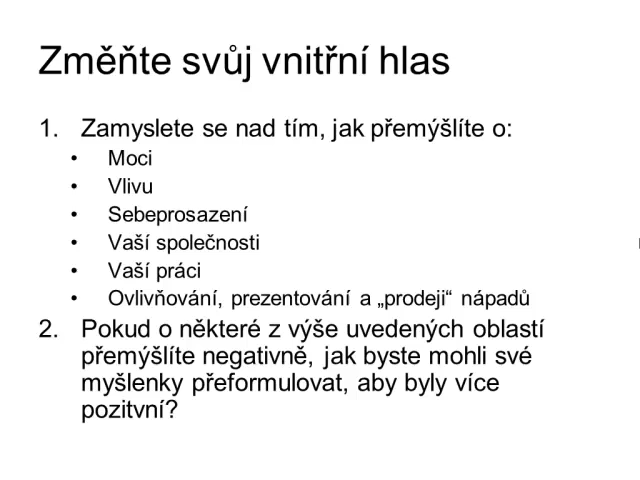 Změňte svůj vnitřní hlas
1. Zamyslete se nad tím, jak přemýšlíte o:
• Moci
• Vlivu
• Sebeprosazení
• Vaší společnosti
• Vaší práci
• Ovlivňování, prezentování a „prodeji“ nápadů
2. Pokud o některé z výše uvedených oblastí
přemýšlíte negativně, jak byste mohli své
myšlenky přeformulovat, aby byly více
pozitvní?